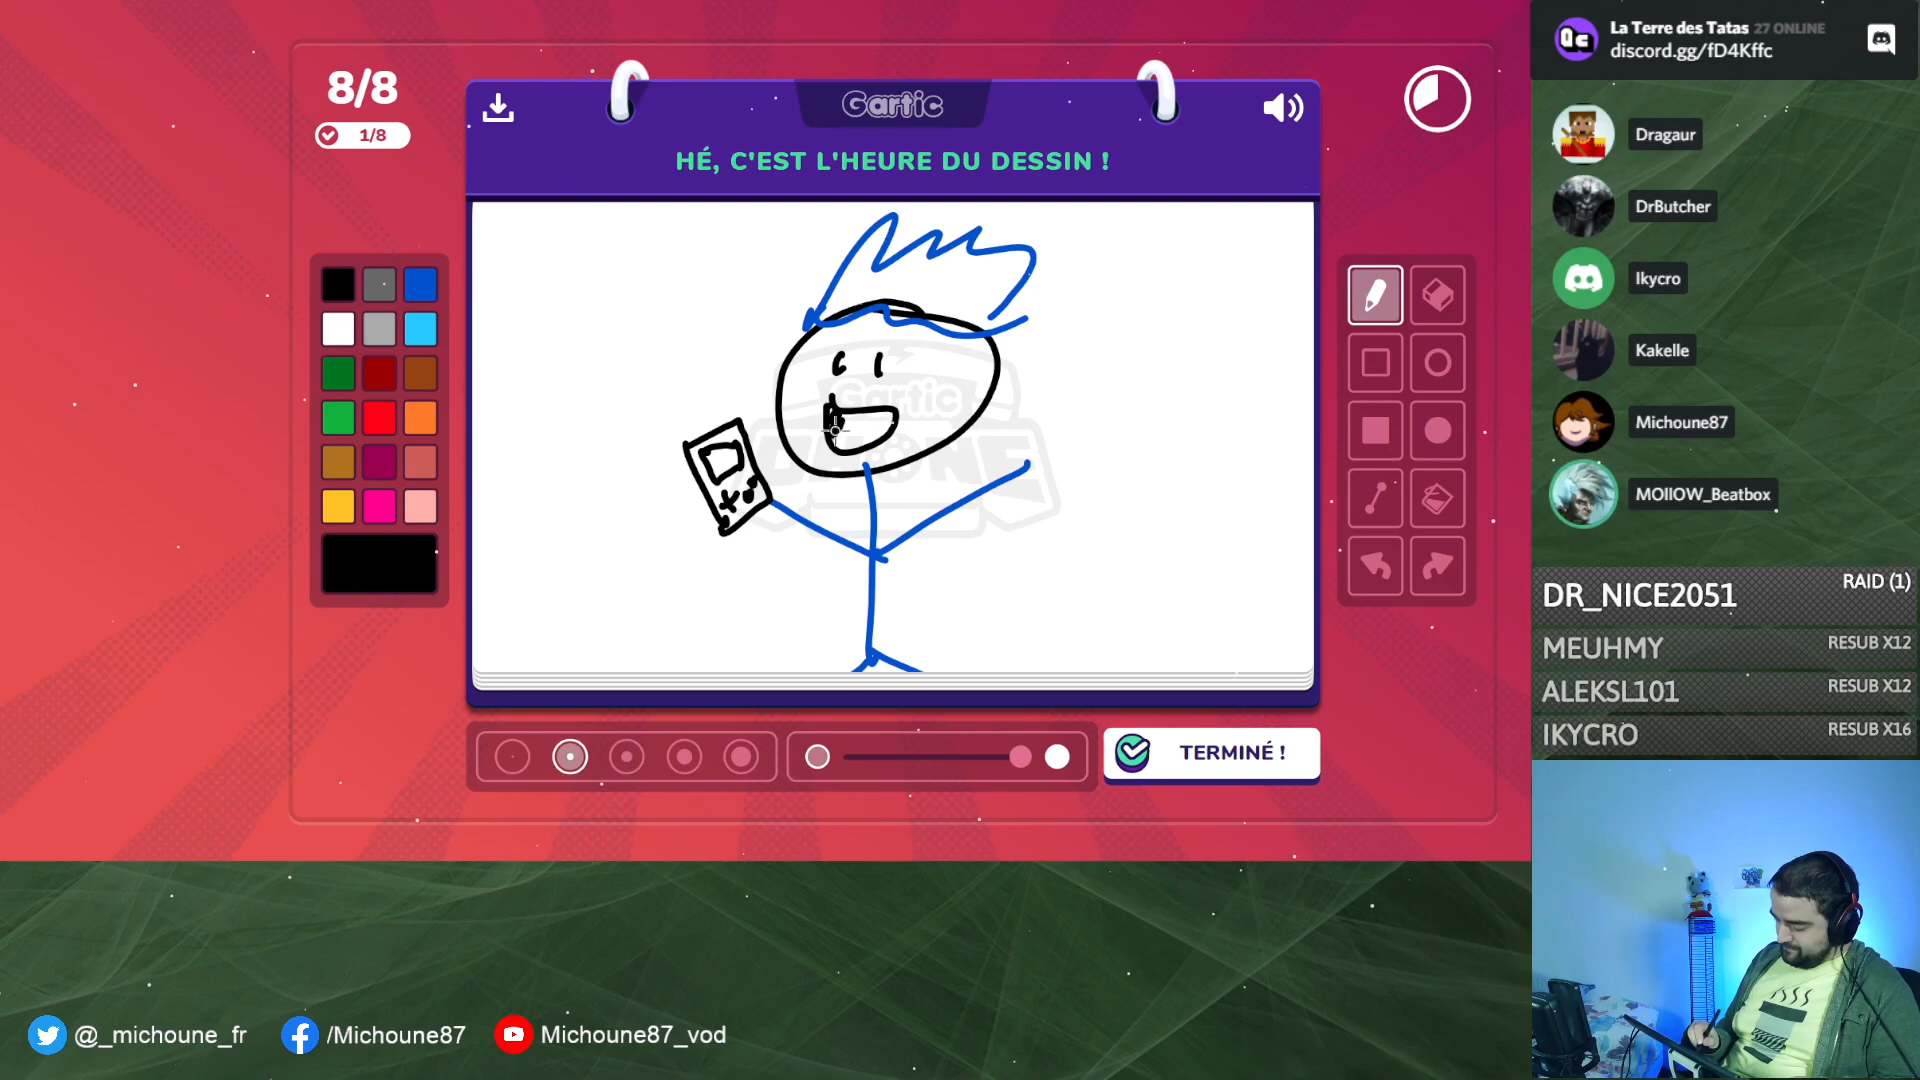 8/8
1/8
Gartic
HÉ, C'EST L'HEURE DU DESSIN !
Gartic
PHONE
TERMINÉ !
La Terre des Tatas 27 ONLINE
discord.gg/fD4Kffc
Dragaur
DrButcher
Ikycro
Kakelle
Michoune87
MOIIOW_Beatbox
DR_NICE2051 RAID (1)
MEUHMY RESUB X12
ALEKSL101 RESUB X12
IKYCRO RESUB X16
@_michoune_fr /Michoune87 Michoune87_vod